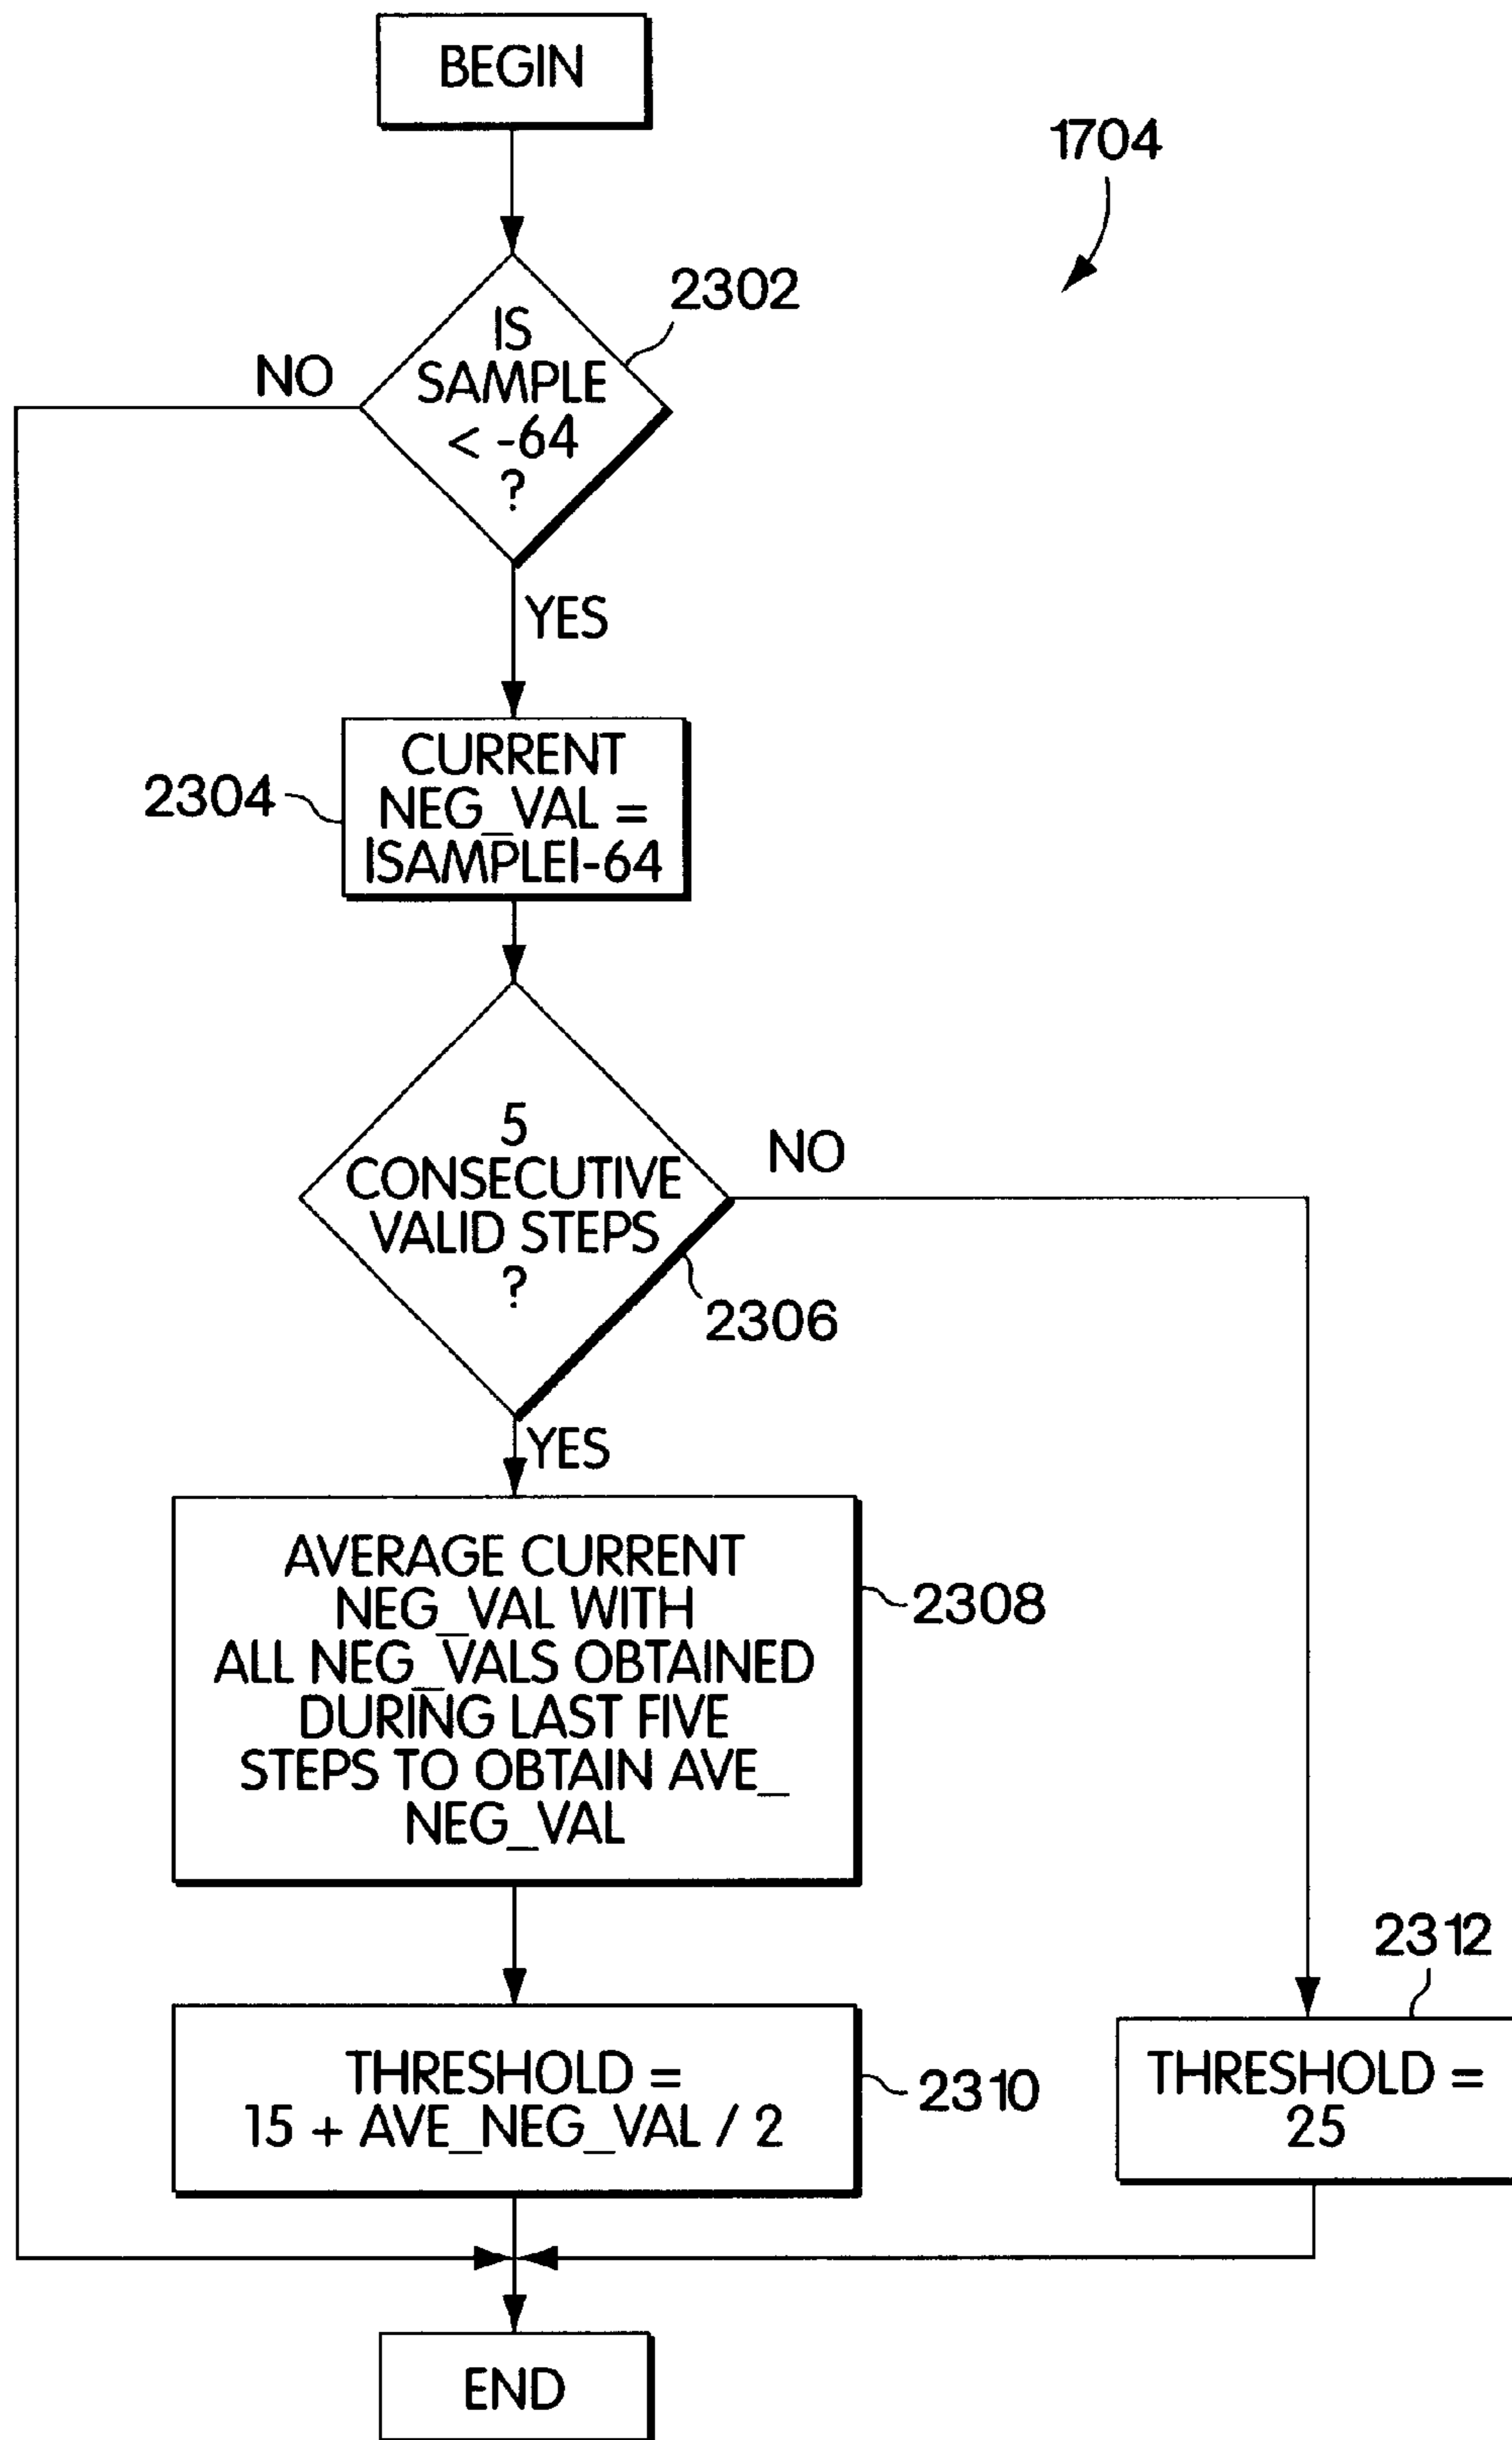 BEGIN
1704
2302
IS
SAMPLE
< -64
?
NO
YES
2304
CURRENT
NEG_VAL =
|SAMPLE|-64
5
CONSECUTIVE
VALID STEPS
?
NO
2306
YES
AVERAGE CURRENT
NEG_VAL WITH
ALL NEG_VALS OBTAINED
DURING LAST FIVE
STEPS TO OBTAIN AVE_
NEG_VAL
2308
THRESHOLD =
15 + AVE_NEG_VAL / 2
2310
2312
THRESHOLD =
25
END